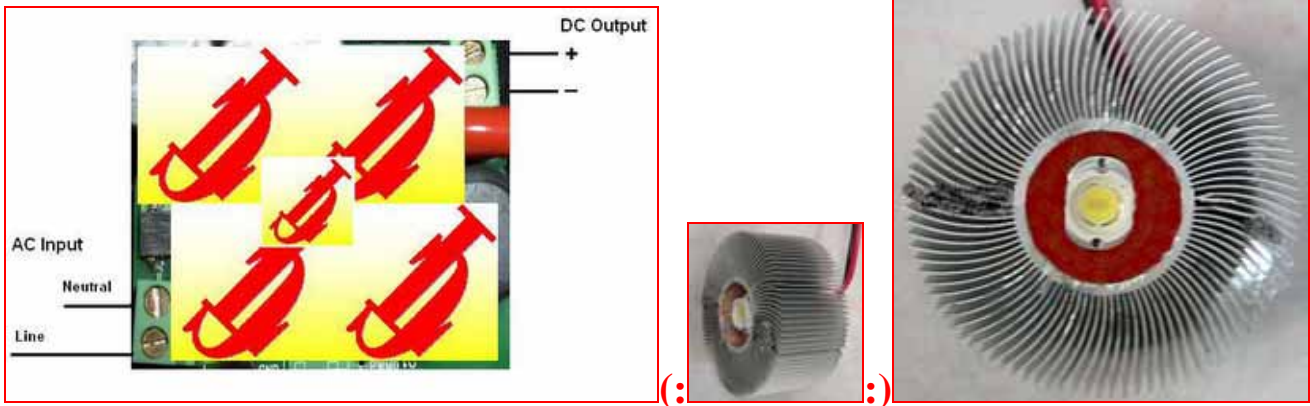 DC Output
+
−
AC Input
Neutral
Line
(: :)